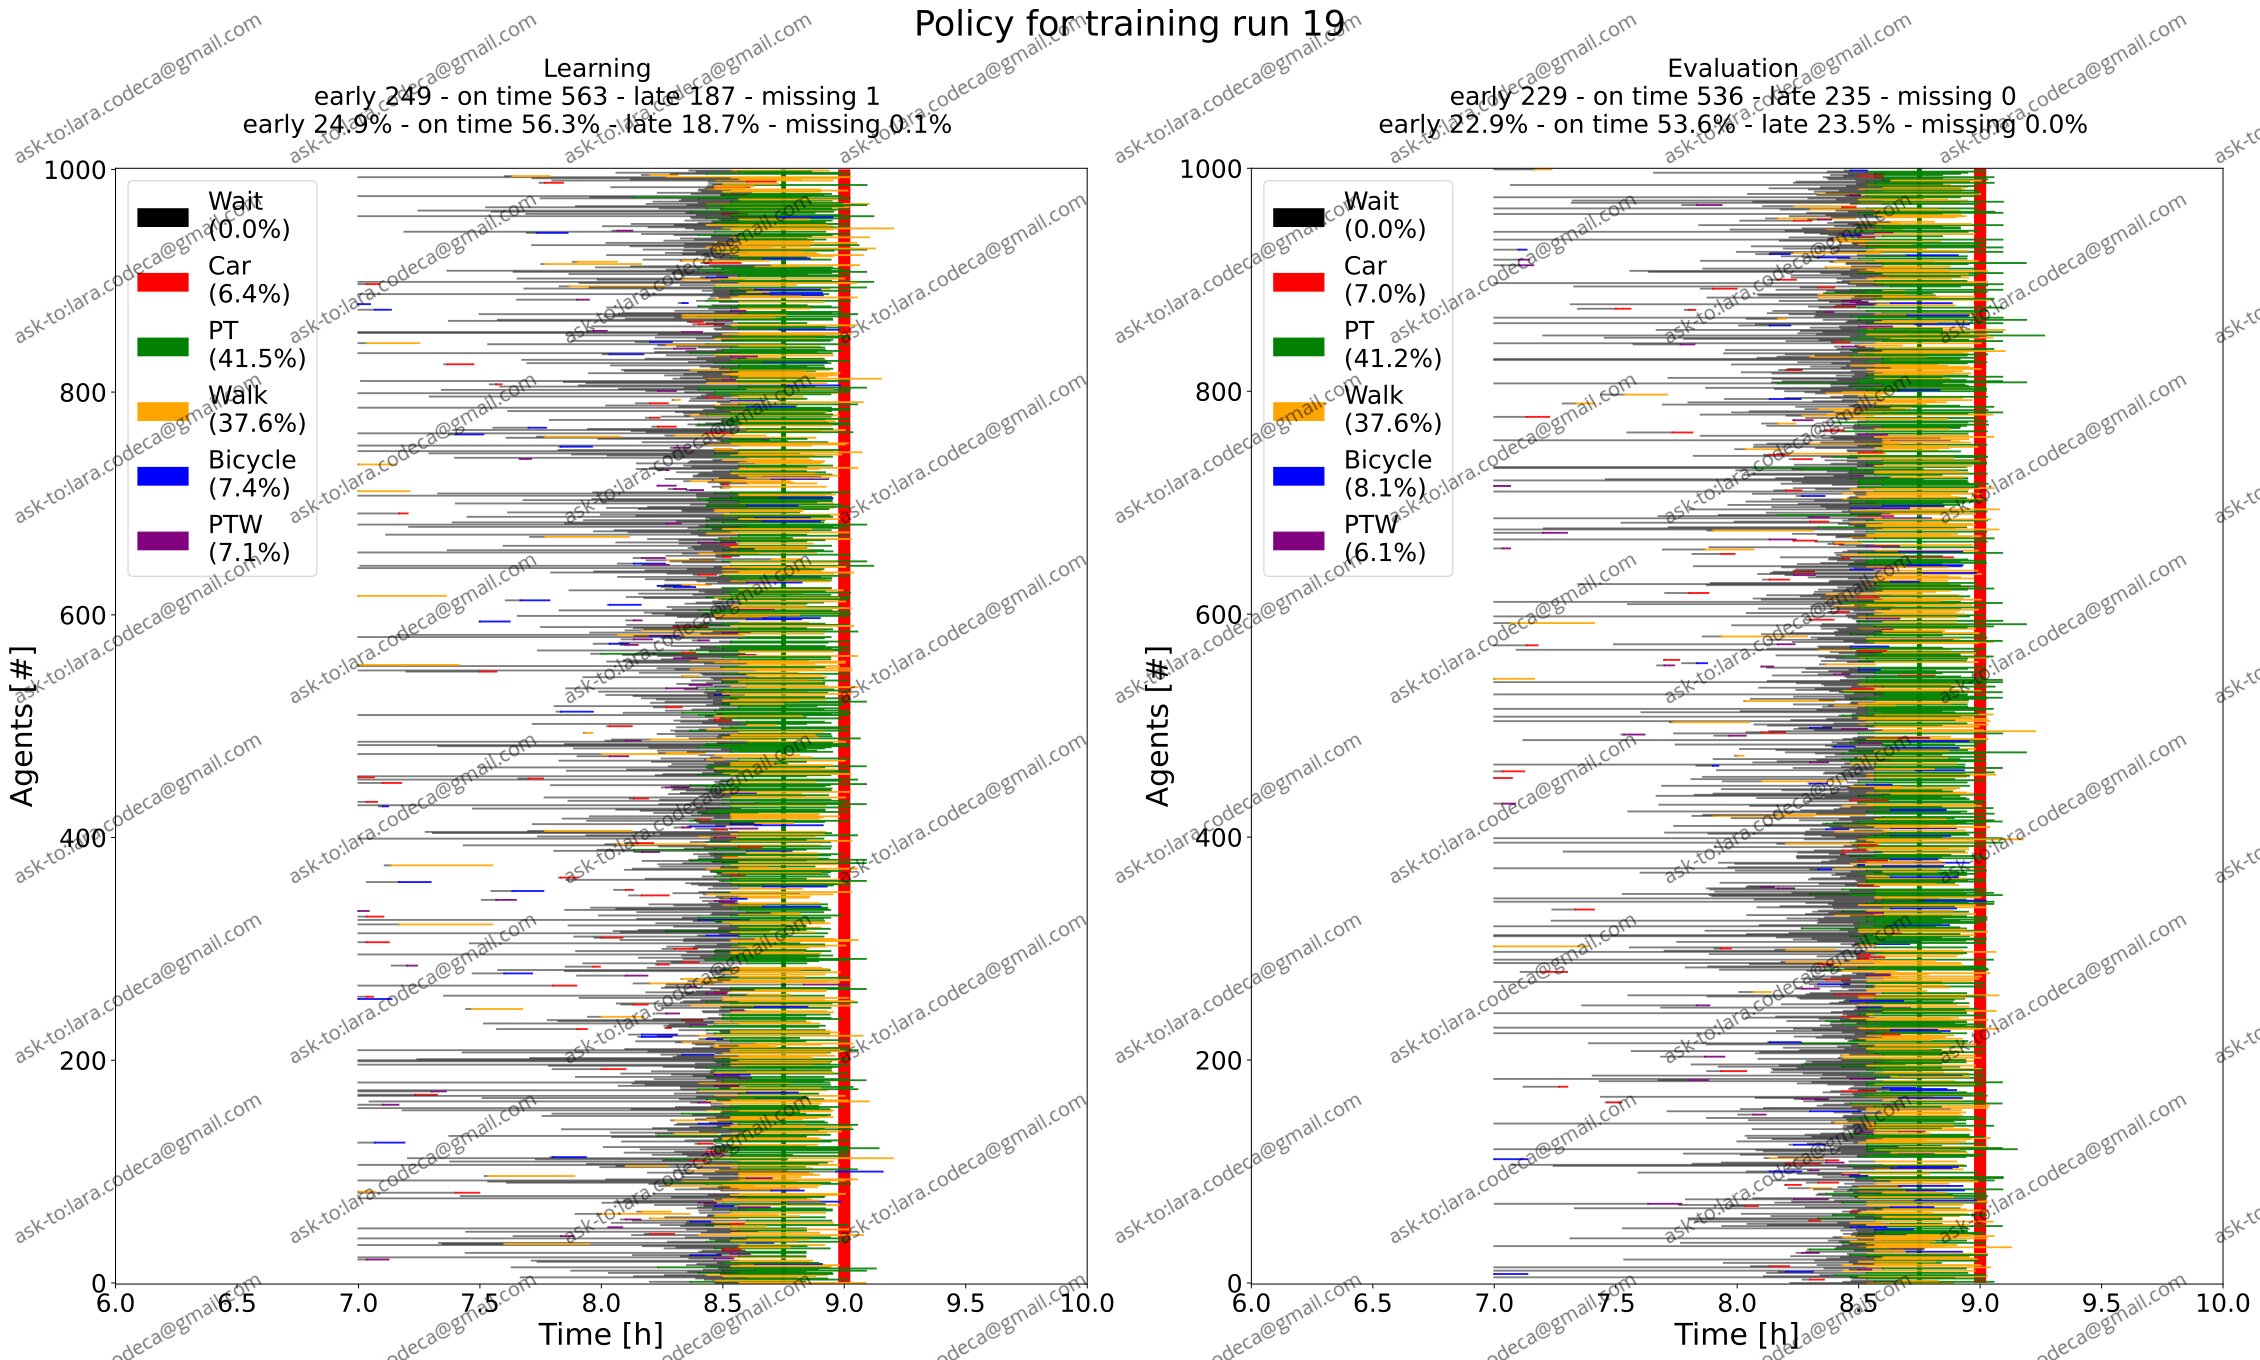 Policy for training run 19
Learning
early 249 - on time 563 - late 187 - missing 1
early 24.9% - on time 56.3% - late 18.7% - missing 0.1%
1000
800
600
400
200
0
Agents [#]
Wait
(0.0%)
Car
(6.4%)
PT
(41.5%)
Walk
(37.6%)
Bicycle
(7.4%)
PTW
(7.1%)
6.0 6.5 7.0 7.5 8.0 8.5 9.0 9.5 10.0
Time [h]
Evaluation
early 229 - on time 536 - late 235 - missing 0
early 22.9% - on time 53.6% - late 23.5% - missing 0.0%
1000
800
600
400
200
0
Agents [#]
Wait
(0.0%)
Car
(7.0%)
PT
(41.2%)
Walk
(37.6%)
Bicycle
(8.1%)
PTW
(6.1%)
6.0 6.5 7.0 7.5 8.0 8.5 9.0 9.5 10.0
Time [h]
ask-to:lara.codeca@gmail.com